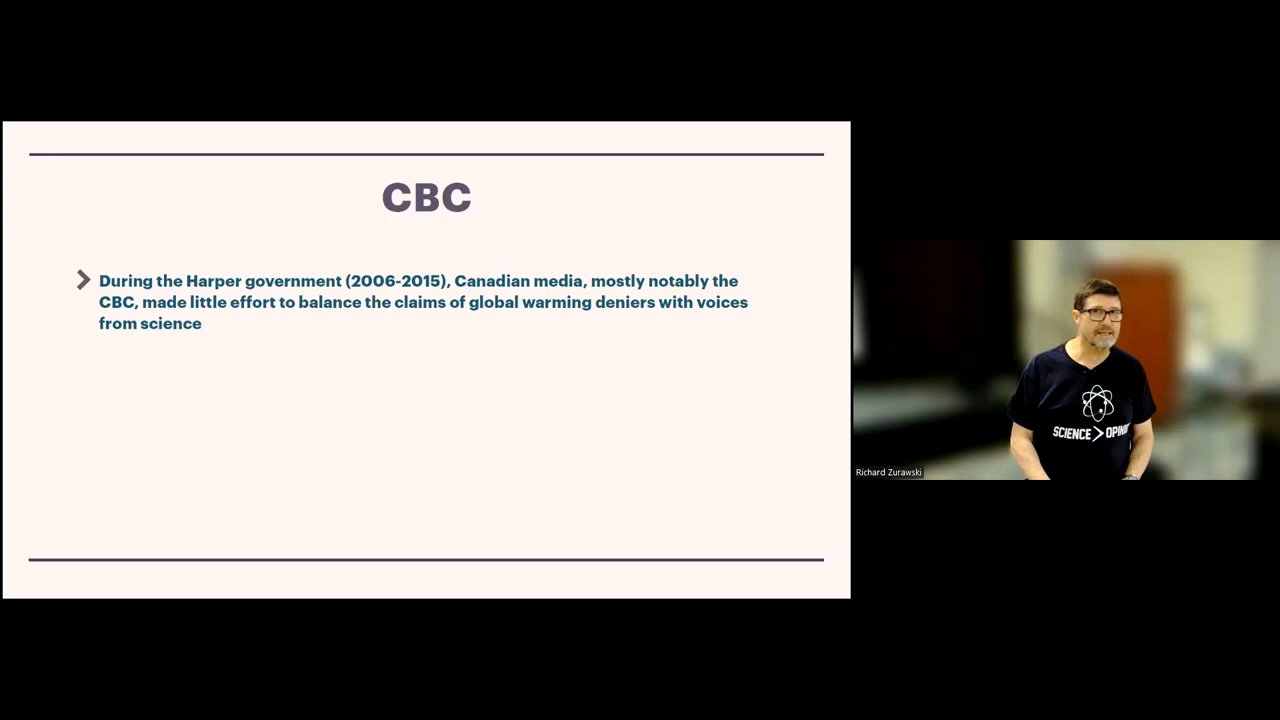 CBC
During the Harper government (2006-2015), Canadian media, mostly notably the
CBC, made little effort to balance the claims of global warming deniers with voices
from science
SCIENCE > OPIN
Richard Zurawski